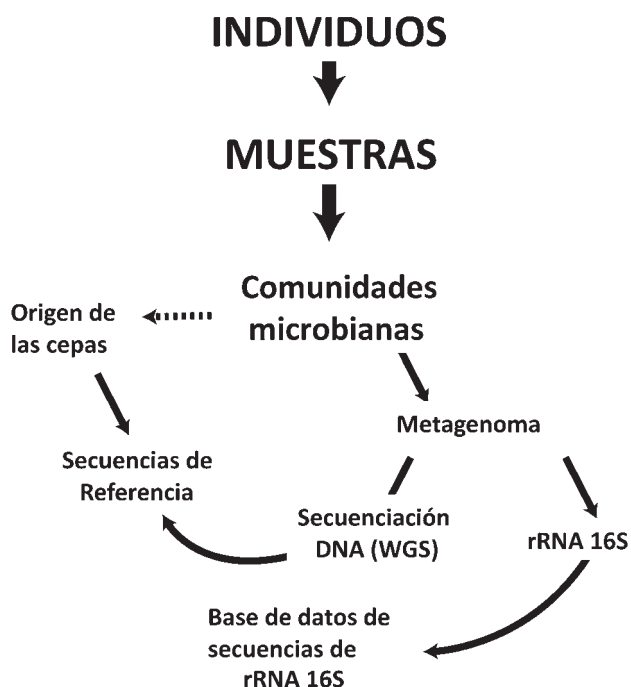 INDIVIDUOS
MUESTRAS
Comunidades
microbianas
Origen de
las cepas
Metagenoma
Secuencias de
Referencia
Secuenciación
DNA (WGS)
rRNA 16S
Base de datos de
secuencias de
rRNA 16S